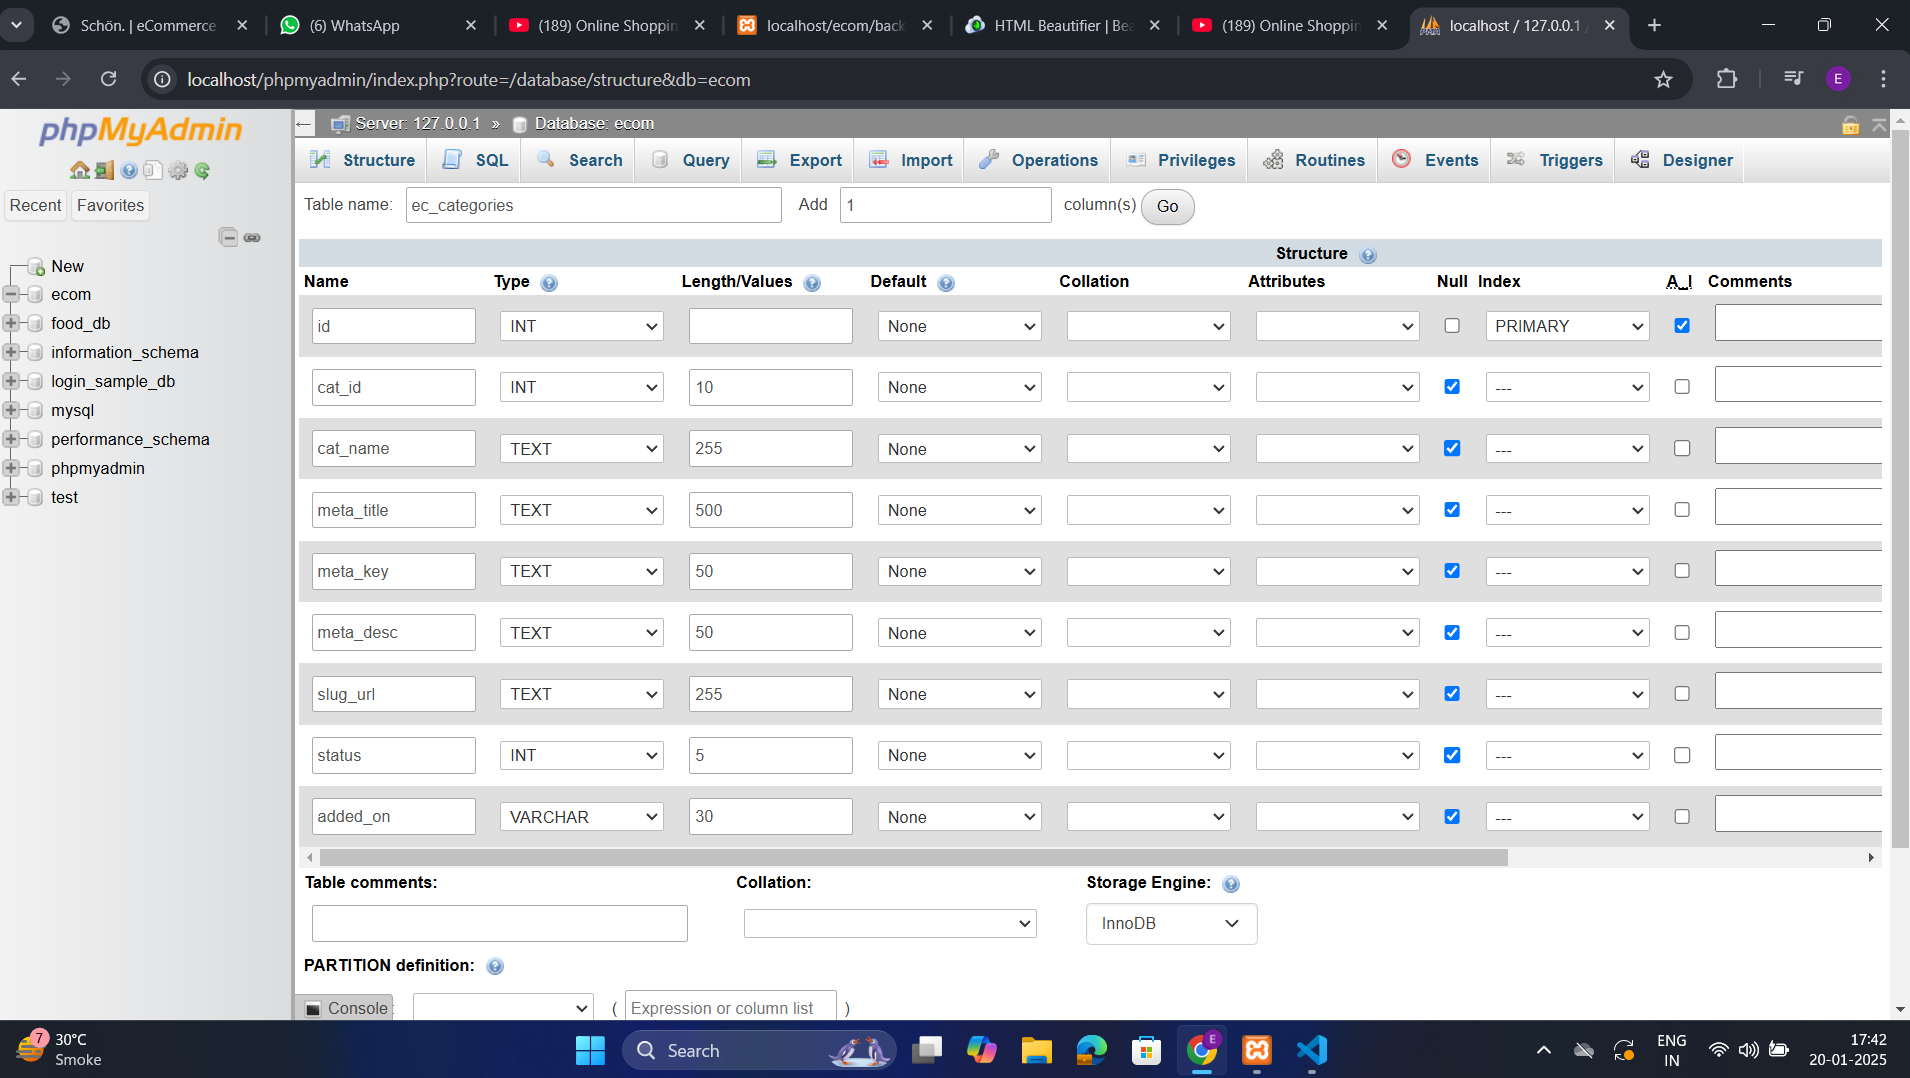 Schön. | eCommerce
(6) WhatsApp
(189) Online Shoppin
localhost/ecom/back
HTML Beautifier | Bea
(189) Online Shoppin
localhost / 127.0.0.1 /
localhost/phpmyadmin/index.php?route=/database/structure&db=ecom
E
phpMyAdmin
Server: 127.0.0.1 » Database: ecom
Structure SQL Search Query Export Import Operations Privileges Routines Events Triggers Designer
Recent Favorites
New
ecom
food_db
information_schema
login_sample_db
mysql
performance_schema
phpmyadmin
test
Table name: ec_categories Add 1 column(s) Go
Structure
Name Type Length/Values Default Collation Attributes Null Index A_I Comments
id INT None PRIMARY
cat_id INT 10 None ---
cat_name TEXT 255 None ---
meta_title TEXT 500 None ---
meta_key TEXT 50 None ---
meta_desc TEXT 50 None ---
slug_url TEXT 255 None ---
status INT 5 None ---
added_on VARCHAR 30 None ---
Table comments: Collation: Storage Engine:
InnoDB
PARTITION definition:
Console : ( Expression or column list )
7
30°C
Smoke
Search
E
ENG
IN
17:42
20-01-2025